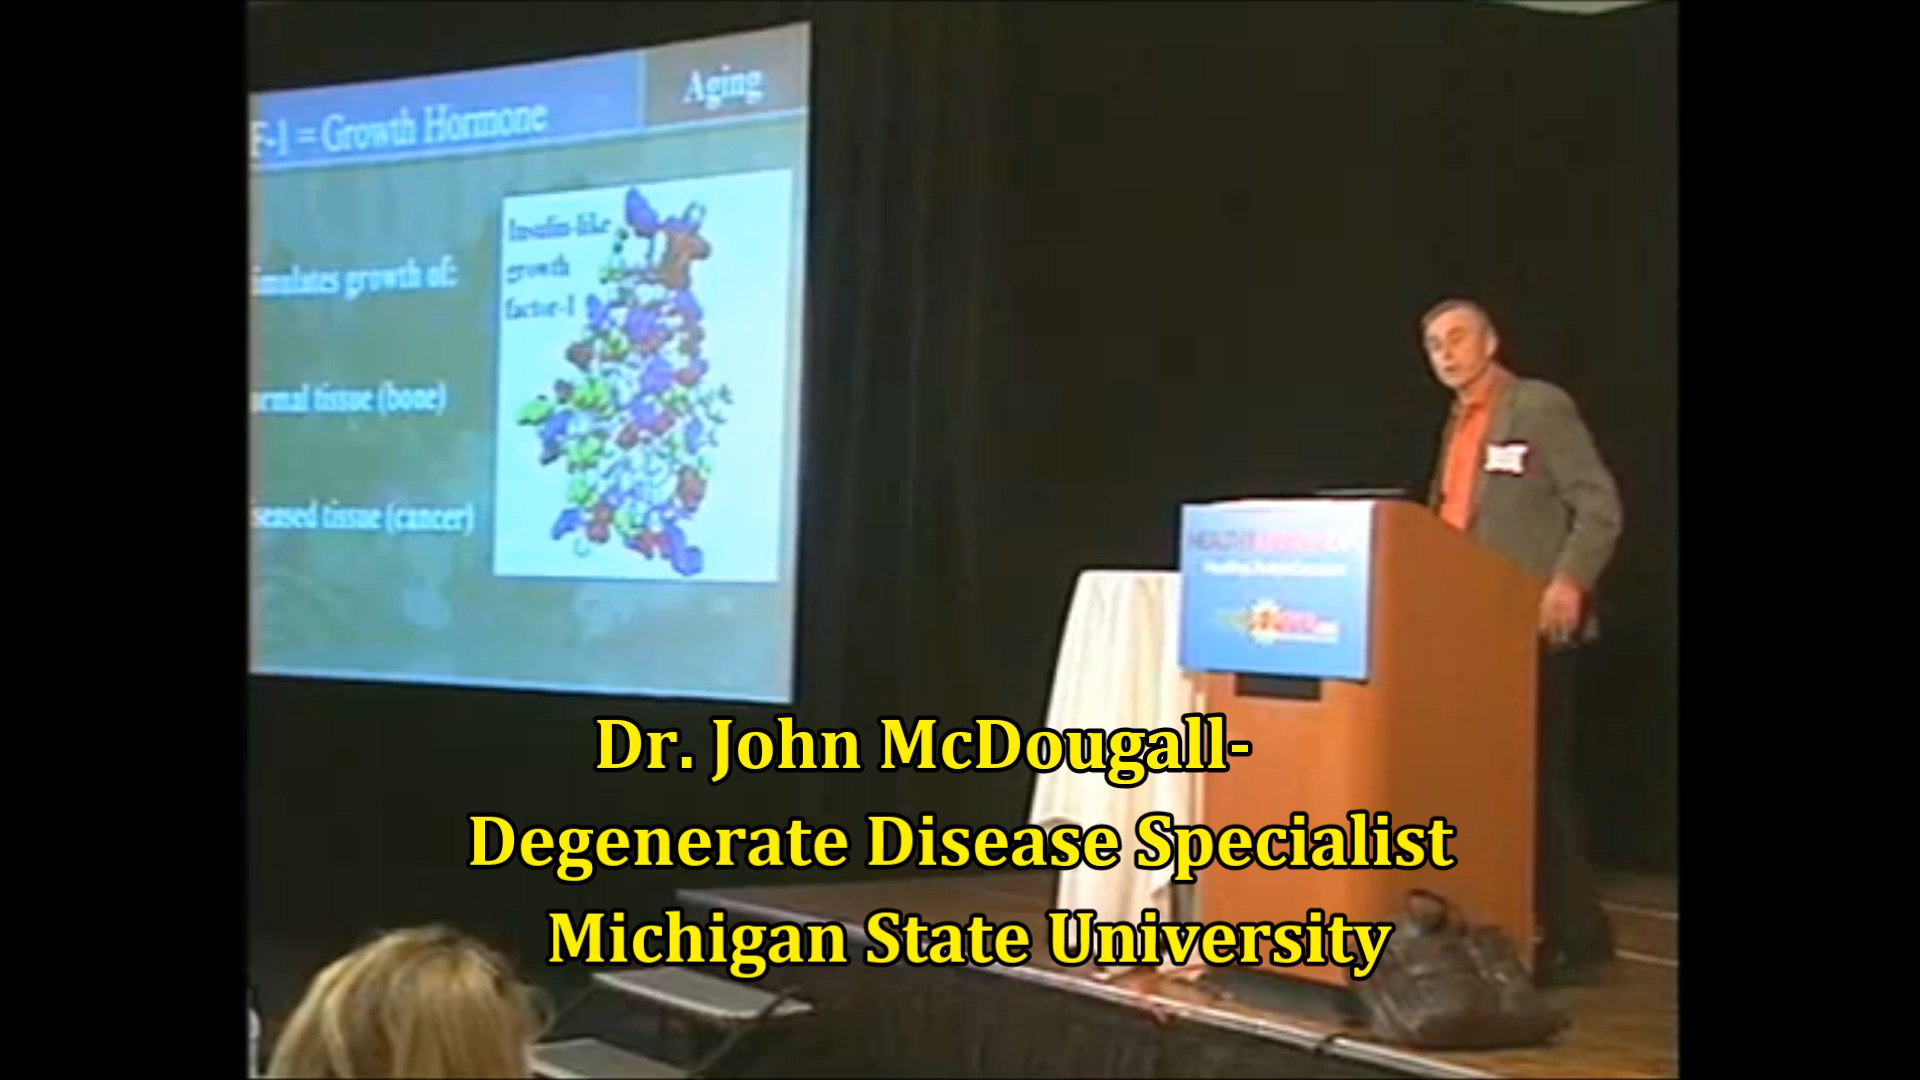 Aging
F-1 = Growth Hormone
imulates growth of:
Insulin-like
growth
factor-1
ormal tissue (bone)
seased tissue (cancer)
Dr. John McDougall-
Degenerate Disease Specialist
Michigan State University